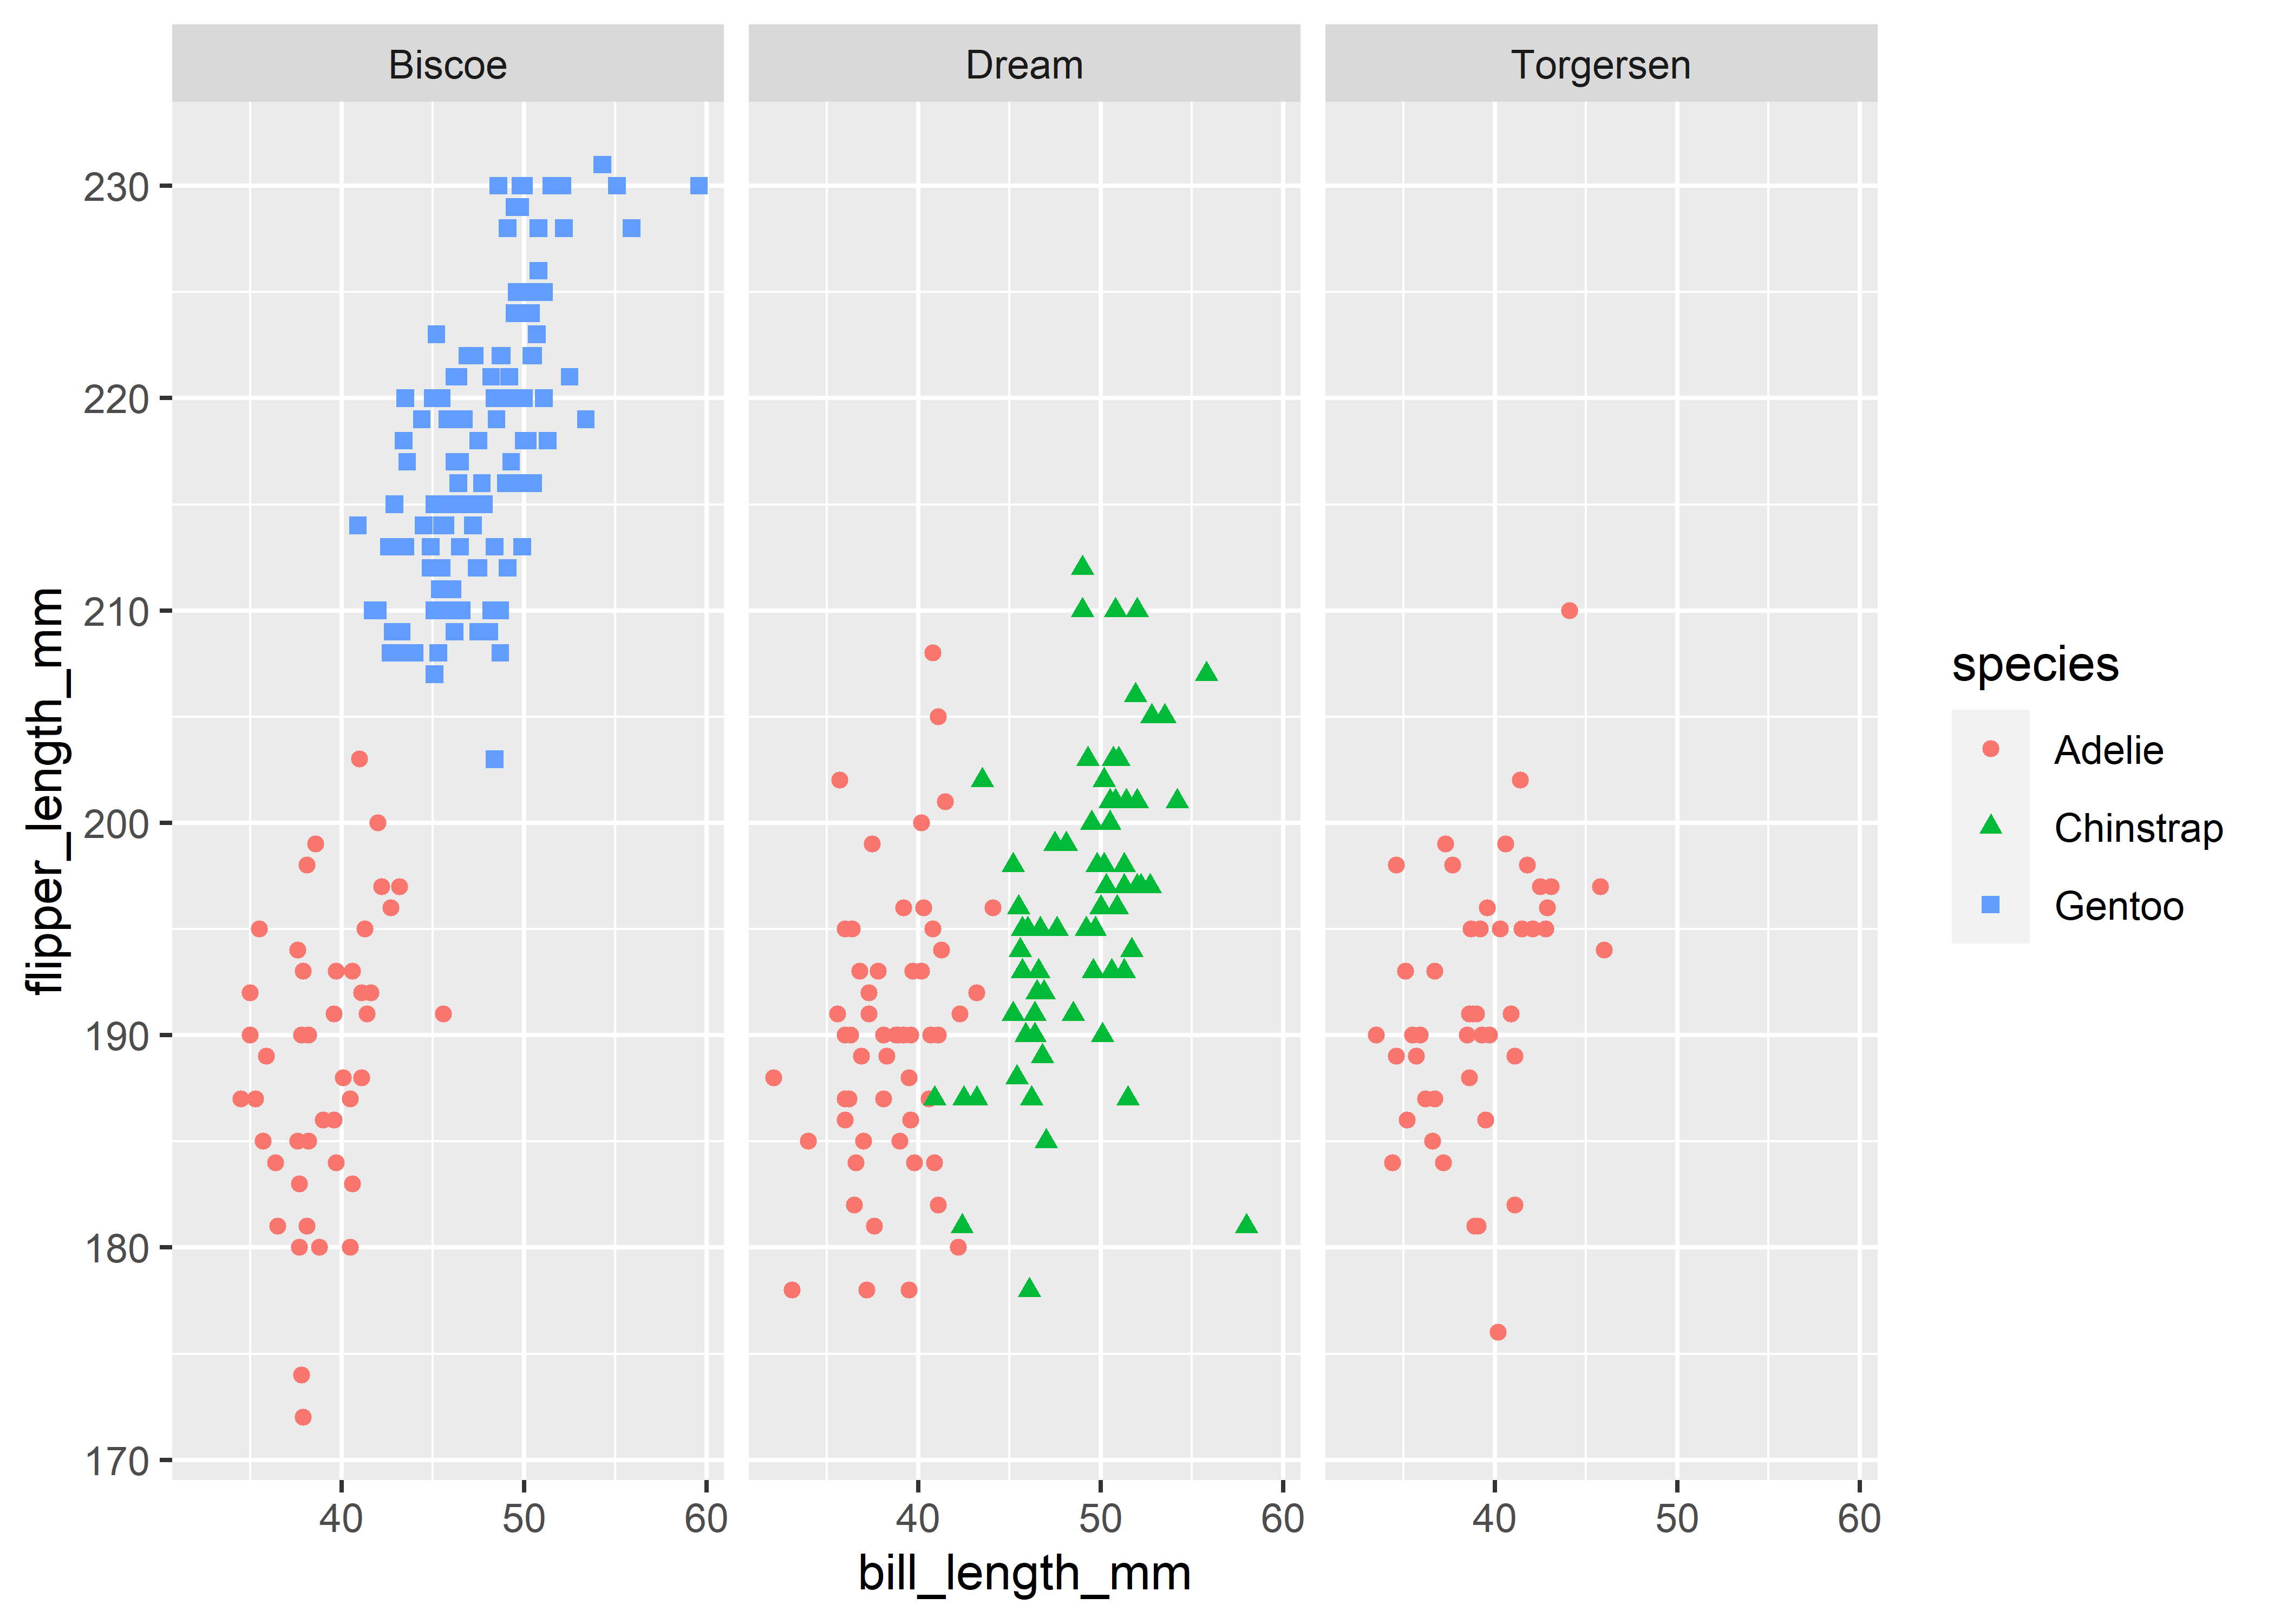 Biscoe Dream Torgersen
230
220
210
200
190
180
170
flipper_length_mm
40 50 60 40 50 60 40 50 60
bill_length_mm
species
Adelie
Chinstrap
Gentoo